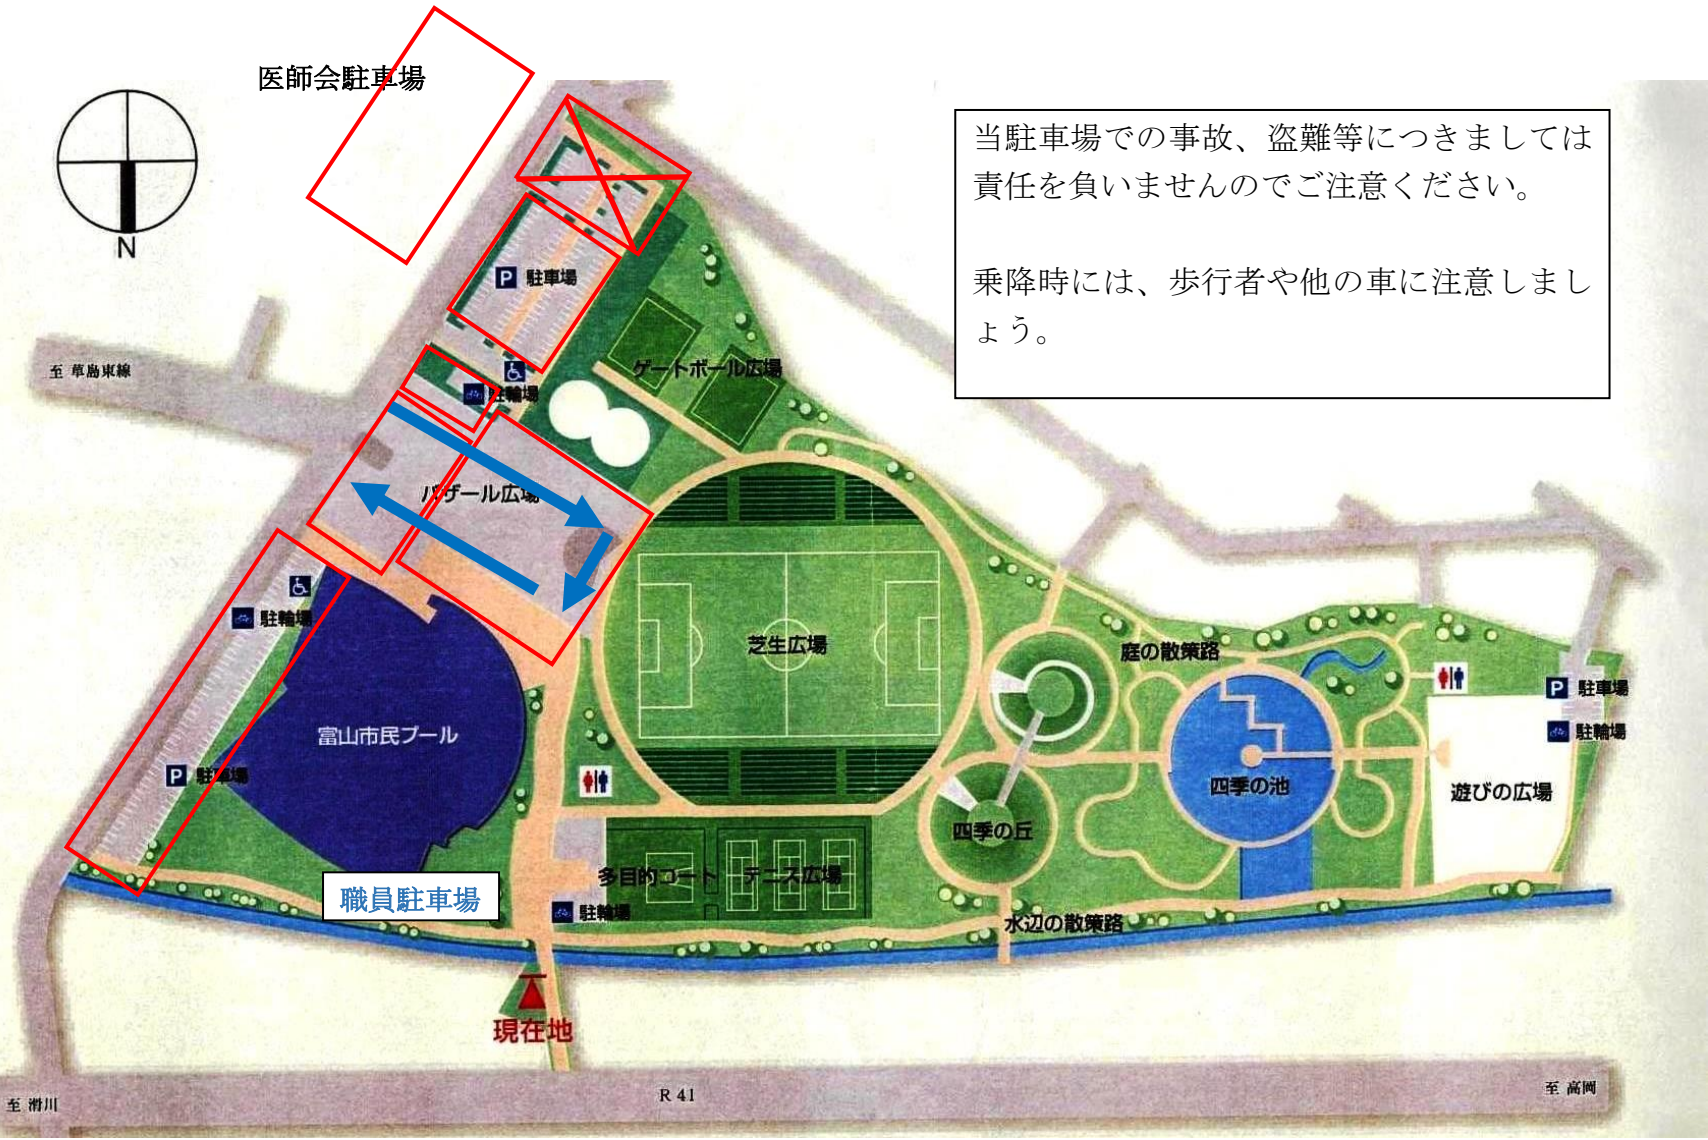 医師会駐車場
当駐車場での事故、盗難等につきましては
責任を負いませんのでご注意ください。
乗降時には、歩行者や他の車に注意しまし
ょう。
N
P 駐車場
至 草島東線
ゲートボール広場
駐輪場
バザール広場
駐輪場
芝生広場
庭の散策路
P 駐車場
駐輪場
富山市民プール
P 駐車場
四季の池
遊びの広場
四季の丘
多目的コート
テニス広場
職員駐車場
駐輪場
水辺の散策路
現在地
R 41
至 滑川
至 高岡